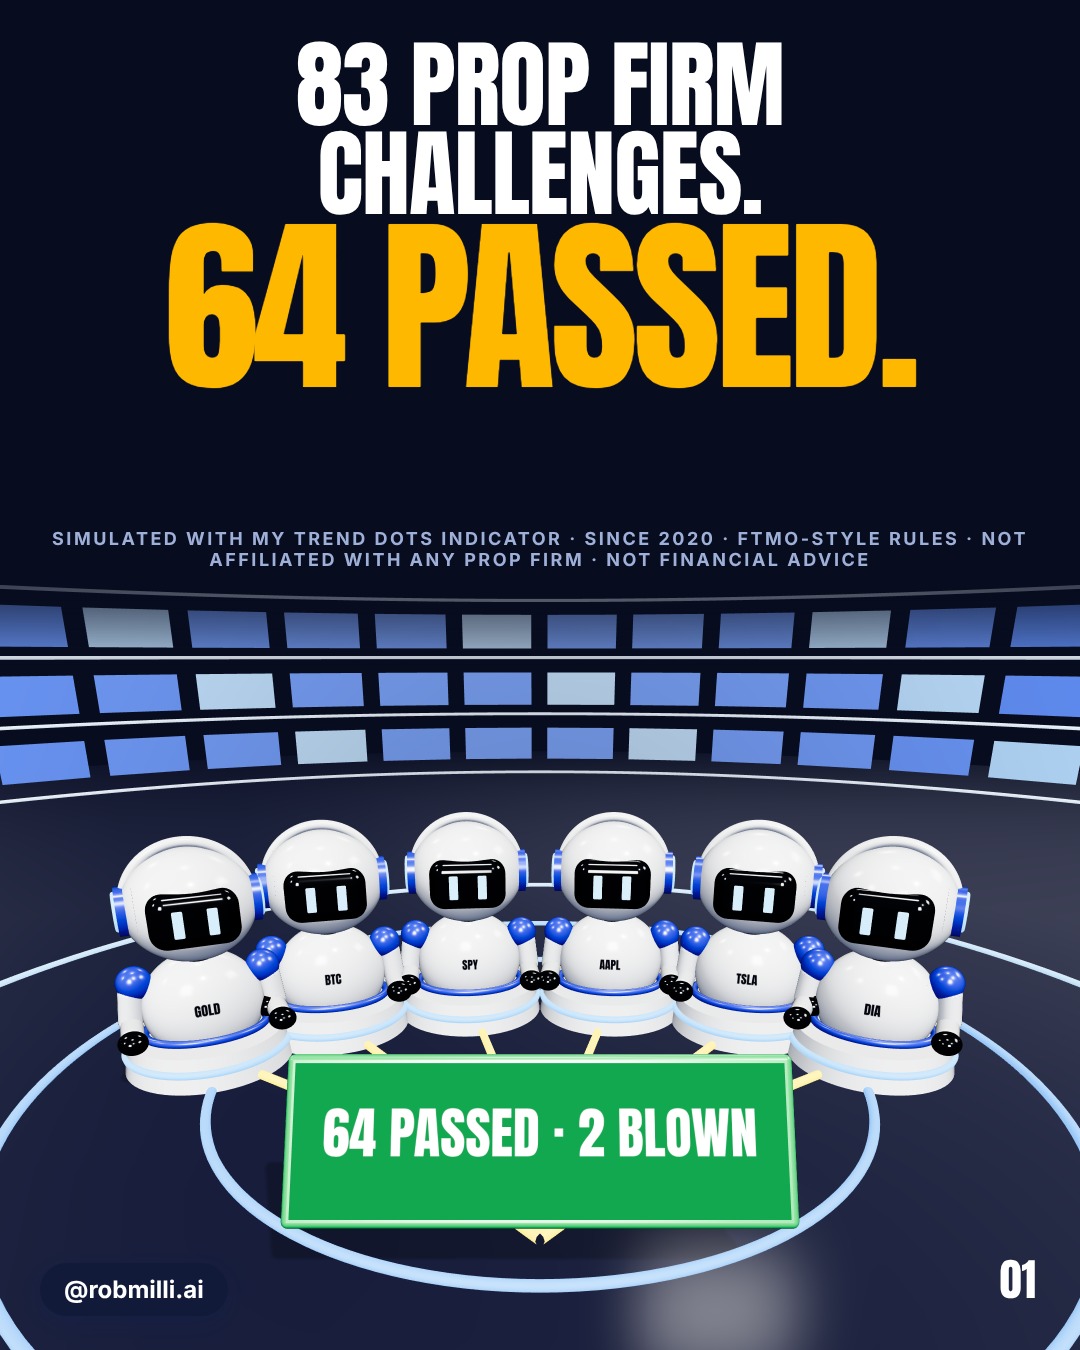 83 PROP FIRM
CHALLENGES.
64 PASSED.
SIMULATED WITH MY TREND DOTS INDICATOR · SINCE 2020 · FTMO-STYLE RULES · NOT
AFFILIATED WITH ANY PROP FIRM · NOT FINANCIAL ADVICE
GOLD
BTC
SPY
AAPL
TSLA
DIA
64 PASSED · 2 BLOWN
@robmilli.ai
01